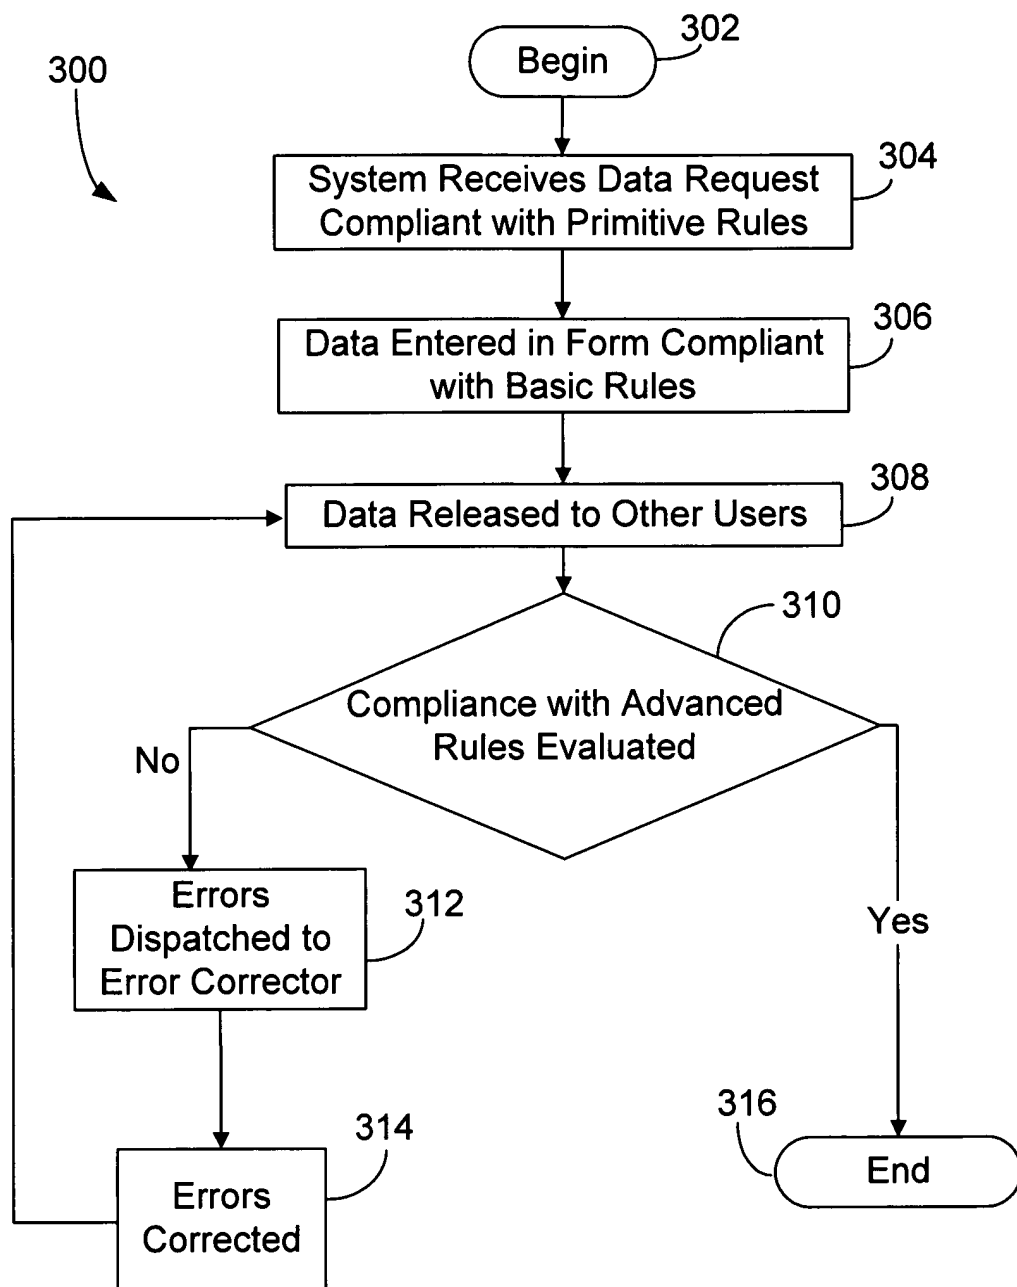 302
Begin
300
304
System Receives Data Request
Compliant with Primitive Rules
306
Data Entered in Form Compliant
with Basic Rules
308
Data Released to Other Users
310
Compliance with Advanced
Rules Evaluated
No
Errors
Dispatched to
Error Corrector
312
Yes
314
Errors
Corrected
316
End